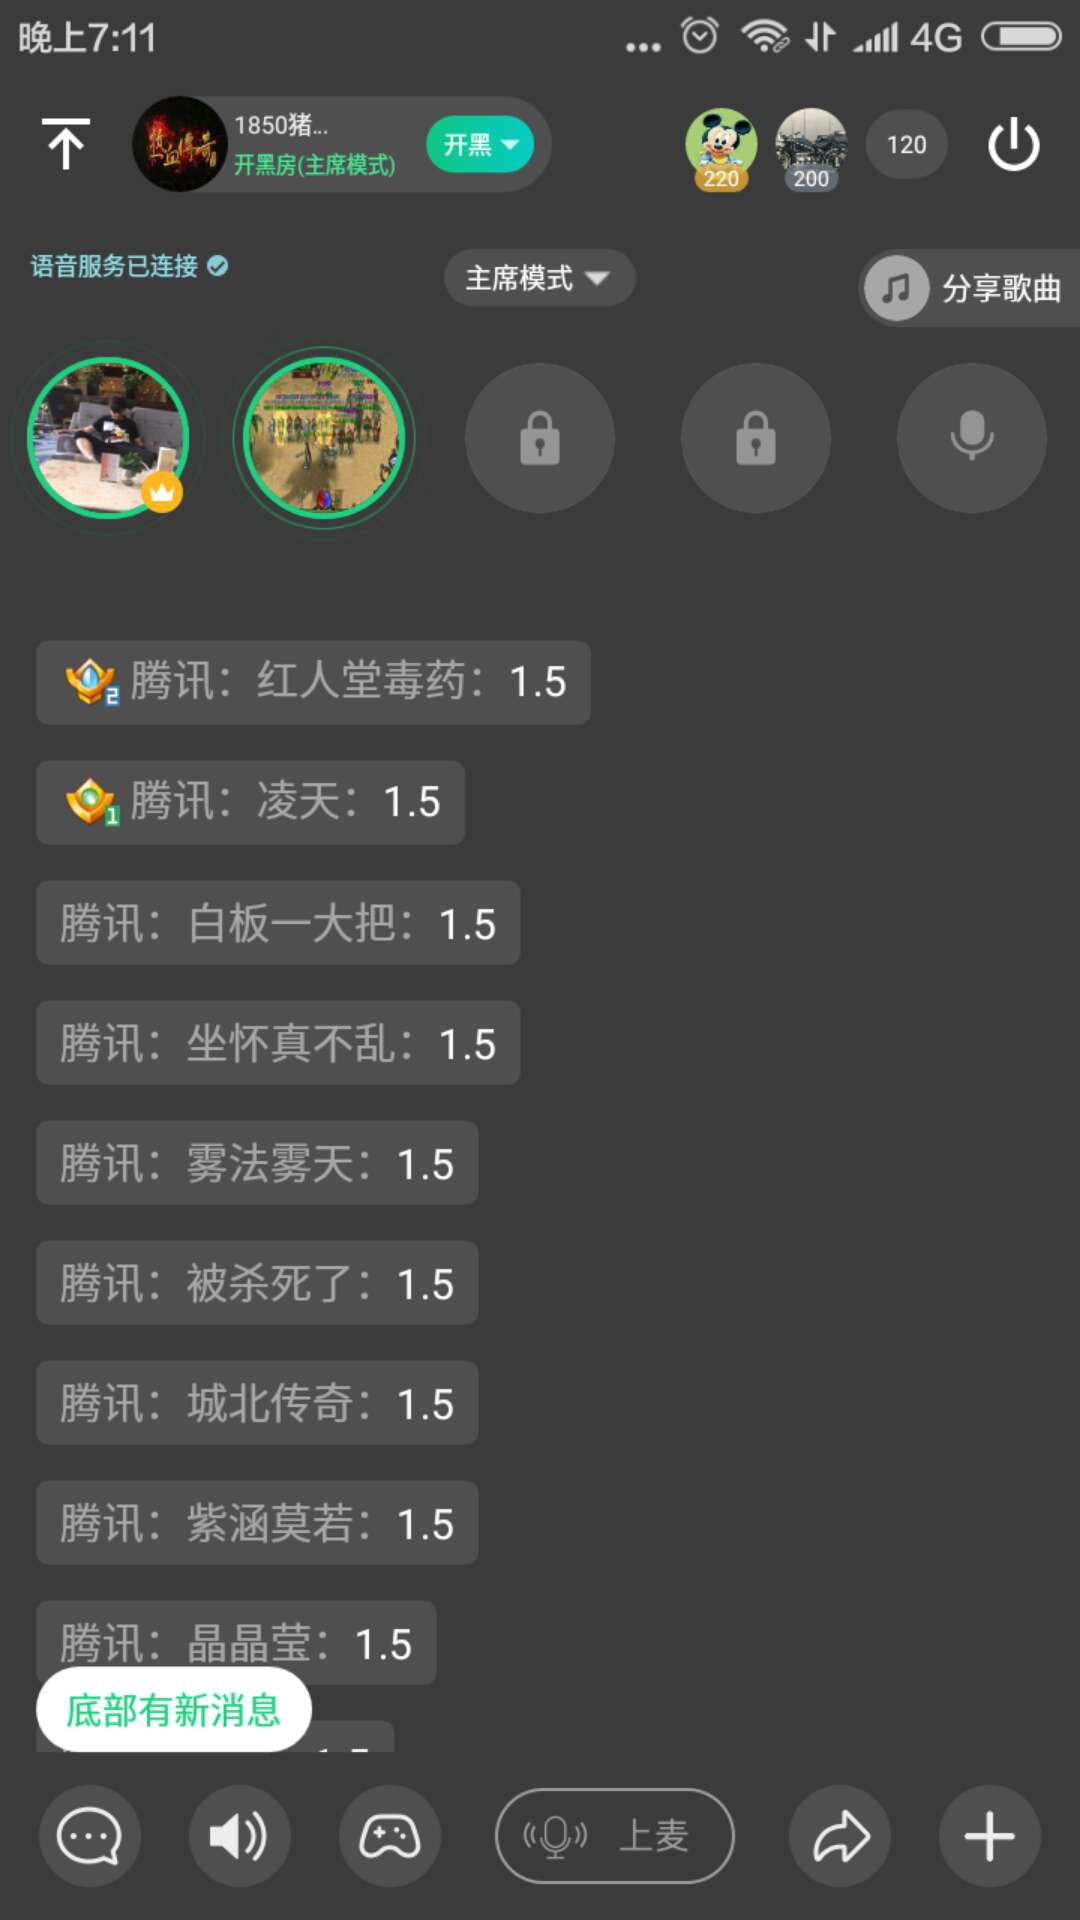 晚上7:11
4G
1850猪...
开黑房(主席模式)
开黑
220
200
120
语音服务已连接
主席模式
分享歌曲
2 腾讯：红人堂毒药：1.5
1 腾讯：凌天：1.5
腾讯：白板一大把：1.5
腾讯：坐怀真不乱：1.5
腾讯：雾法雾天：1.5
腾讯：被杀死了：1.5
腾讯：城北传奇：1.5
腾讯：紫涵莫若：1.5
腾讯：晶晶莹：1.5
底部有新消息
上麦